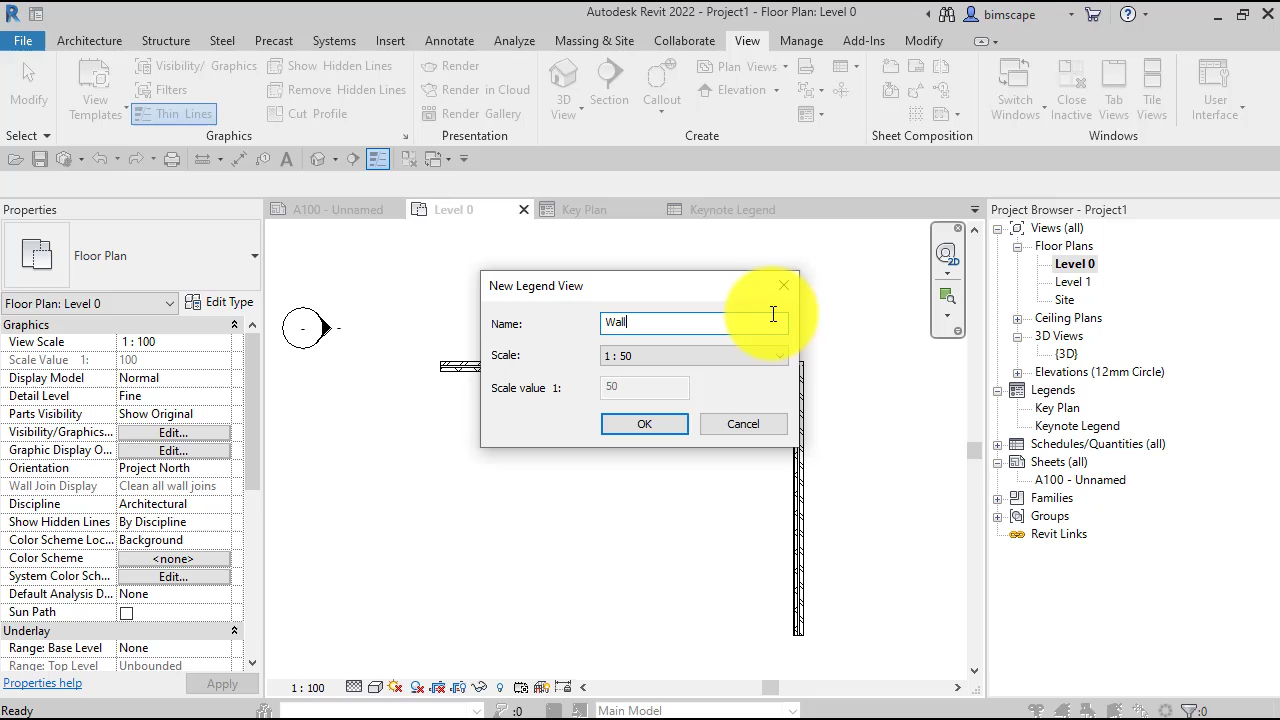 Autodesk Revit 2022 - Project1 - Floor Plan: Level 0
bimscape
File Architecture Structure Steel Precast Systems Insert Annotate Analyze Massing & Site Collaborate View Manage Add-Ins Modify
Modify
View
Templates
Visibility/ Graphics
Filters
Thin Lines
Show Hidden Lines
Remove Hidden Lines
Cut Profile
Render
Render in Cloud
Render Gallery
3D
View
Section
Callout
Plan Views
Elevation
Switch
Windows
Close
Inactive
Tab
Views
Tile
Views
User
Interface
Select Graphics Presentation Create Sheet Composition Windows
Properties
A100 - Unnamed
Level 0
Key Plan
Keynote Legend
Project Browser - Project1
Floor Plan
Floor Plan: Level 0
Edit Type
Graphics
View Scale 1 : 100
Scale Value 1: 100
Display Model Normal
Detail Level Fine
Parts Visibility Show Original
Visibility/Graphics... Edit...
Graphic Display O... Edit...
Orientation Project North
Wall Join Display Clean all wall joins
Discipline Architectural
Show Hidden Lines By Discipline
Color Scheme Loc... Background
Color Scheme <none>
System Color Sch... Edit...
Default Analysis D... None
Sun Path
Underlay
Range: Base Level None
Range: Top Level Unbounded
Properties help
Apply
New Legend View
Name: Wall
Scale: 1 : 50
Scale value 1: 50
OK Cancel
2D
Views (all)
Floor Plans
Level 0
Level 1
Site
Ceiling Plans
3D Views
{3D}
Elevations (12mm Circle)
Legends
Key Plan
Keynote Legend
Schedules/Quantities (all)
Sheets (all)
A100 - Unnamed
Families
Groups
Revit Links
1 : 100
Ready
:0
Main Model
:0